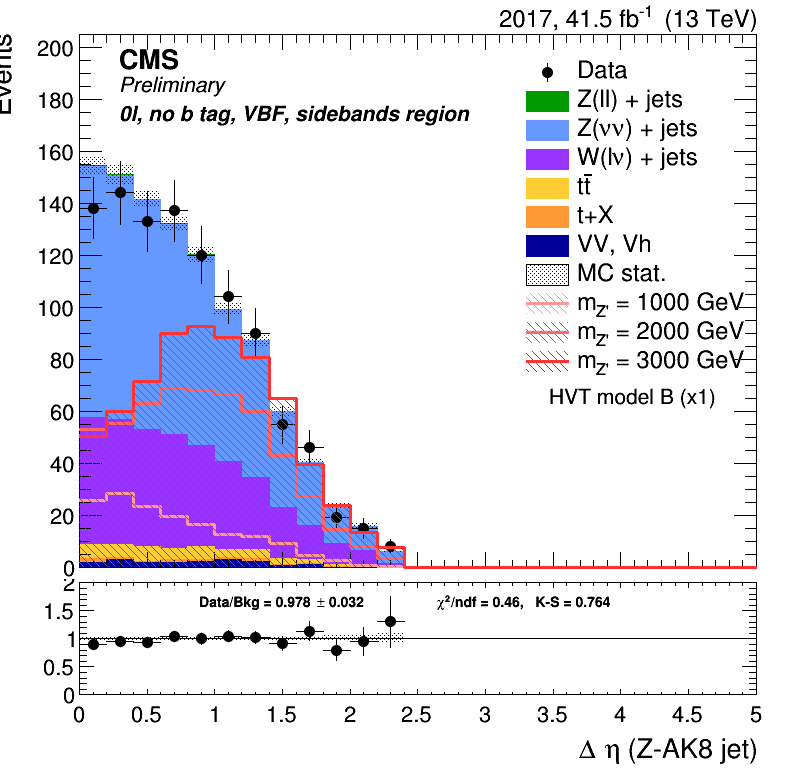 2017, 41.5 fb⁻¹ (13 TeV)
Events
CMS
Preliminary
0l, no b tag, VBF, sidebands region
Data
Z(ll) + jets
Z(νν) + jets
W(lν) + jets
tt̄
t+X
VV, Vh
MC stat.
m_Z' = 1000 GeV
m_Z' = 2000 GeV
m_Z' = 3000 GeV
HVT model B (x1)
200
180
160
140
120
100
80
60
40
20
0
Data/Bkg = 0.978 ± 0.032 χ²/ndf = 0.46, K-S = 0.764
2
1.5
1
0.5
0
0 0.5 1 1.5 2 2.5 3 3.5 4 4.5 5
Δ η (Z-AK8 jet)